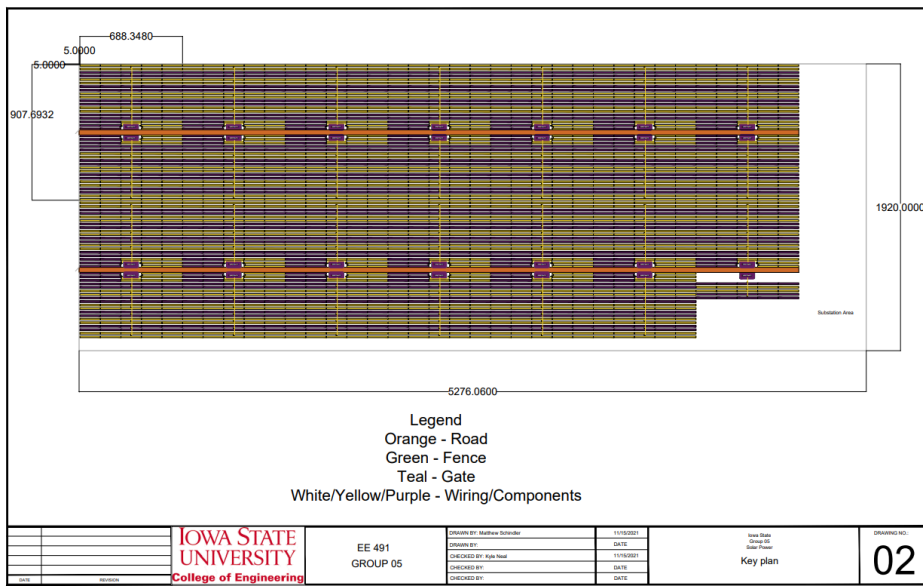 688.3480
5.0000
5.0000
907.6932
1920.0000
Substation Area
5276.0600
Legend
Orange - Road
Green - Fence
Teal - Gate
White/Yellow/Purple - Wiring/Components
DATE
REVISION
IOWA STATE
UNIVERSITY
College of Engineering
EE 491
GROUP 05
DRAWN BY: Matthew Schindler 11/15/2021
DRAWN BY: DATE
CHECKED BY: Kyle Neal 11/15/2021
CHECKED BY: DATE
CHECKED BY: DATE
Iowa State
Group 05
Solar Power
Key plan
DRAWING NO.:
02